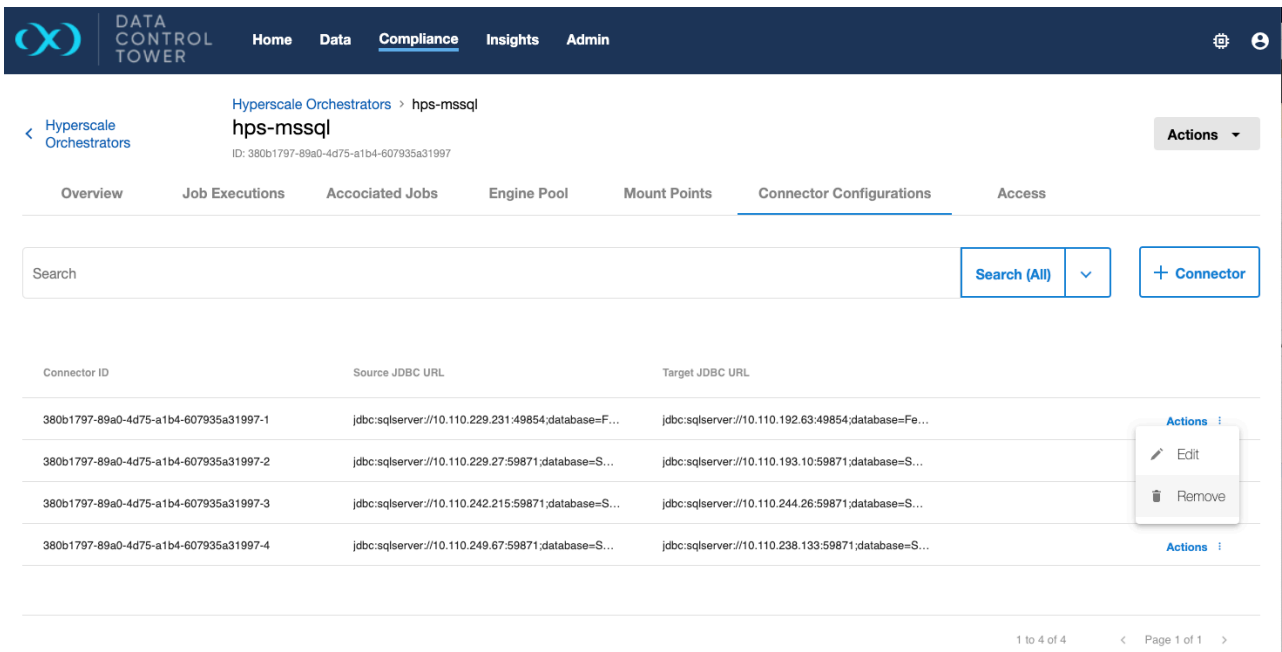 DATA
CONTROL
TOWER
Home Data Compliance Insights Admin
Hyperscale Orchestrators > hps-mssql
Hyperscale
Orchestrators
hps-mssql
ID: 380b1797-89a0-4d75-a1b4-607935a31997
Actions
Overview Job Executions Accociated Jobs Engine Pool Mount Points Connector Configurations Access
Search Search (All) + Connector
Connector ID Source JDBC URL Target JDBC URL
380b1797-89a0-4d75-a1b4-607935a31997-1 jdbc:sqlserver://10.110.229.231:49854;database=F... jdbc:sqlserver://10.110.192.63:49854;database=Fe... Actions
Edit
380b1797-89a0-4d75-a1b4-607935a31997-2 jdbc:sqlserver://10.110.229.27:59871;database=S... jdbc:sqlserver://10.110.193.10:59871;database=S...
Remove
380b1797-89a0-4d75-a1b4-607935a31997-3 jdbc:sqlserver://10.110.242.215:59871;database=S... jdbc:sqlserver://10.110.244.26:59871;database=S...
380b1797-89a0-4d75-a1b4-607935a31997-4 jdbc:sqlserver://10.110.249.67:59871;database=S... jdbc:sqlserver://10.110.238.133:59871;database=S... Actions
1 to 4 of 4 < Page 1 of 1 >